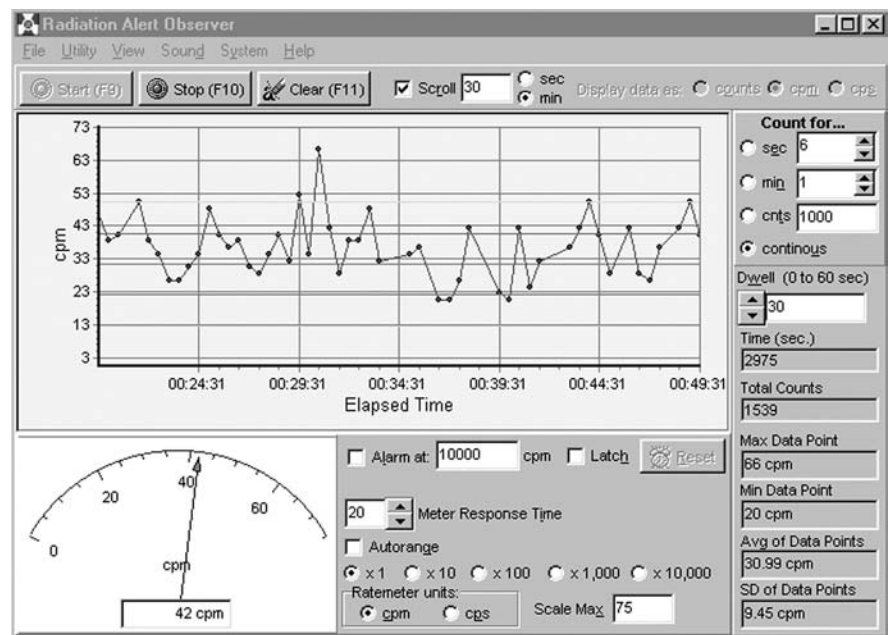 Radiation Alert Observer
File Utility View Sound System Help
Start (F9) Stop (F10) Clear (F11) Scroll 30 sec min Display data as: counts cpm cps
73
63
53
43
33
23
13
3
cpm
00:24:31 00:29:31 00:34:31 00:39:31 00:44:31 00:49:31
Elapsed Time
Count for...
sec 6
min 1
cnts 1000
continous
Dwell (0 to 60 sec)
30
Time (sec.)
2975
Total Counts
1539
Max Data Point
66 cpm
Min Data Point
20 cpm
Avg of Data Points
30.99 cpm
SD of Data Points
9.45 cpm
0 20 40 60
cpm
42 cpm
Alarm at: 10000 cpm Latch Reset
20 Meter Response Time
Autorange
x 1 x 10 x 100 x 1,000 x 10,000
Ratemeter units:
cpm cps Scale Max 75